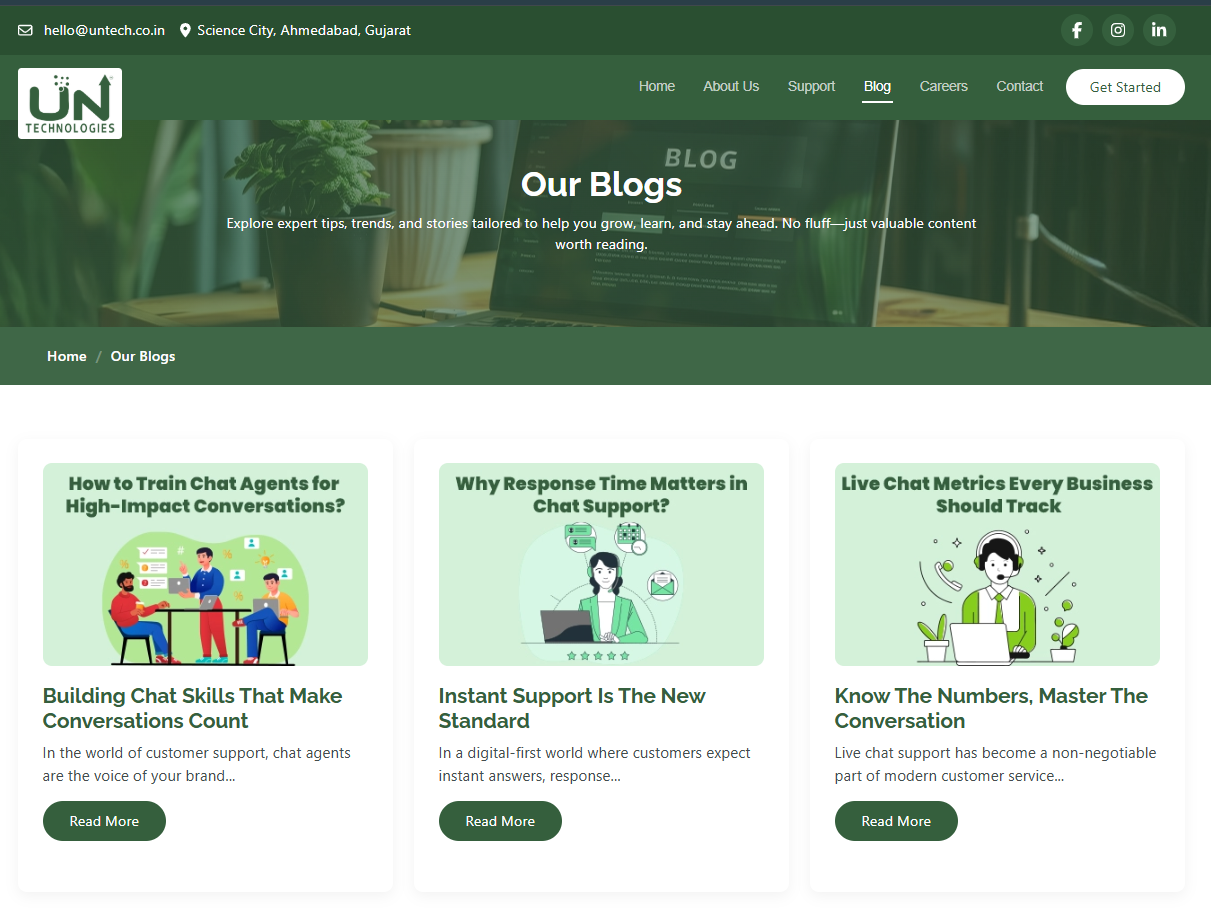 hello@untech.co.in Science City, Ahmedabad, Gujarat
UN
TECHNOLOGIES
Home About Us Support Blog Careers Contact Get Started
BLOG
Our Blogs
Explore expert tips, trends, and stories tailored to help you grow, learn, and stay ahead. No fluff—just valuable content
worth reading.
Home / Our Blogs
How to Train Chat Agents for
High-Impact Conversations?
Building Chat Skills That Make
Conversations Count
In the world of customer support, chat agents
are the voice of your brand...
Read More
Why Response Time Matters in
Chat Support?
Instant Support Is The New
Standard
In a digital-first world where customers expect
instant answers, response...
Read More
Live Chat Metrics Every Business
Should Track
Know The Numbers, Master The
Conversation
Live chat support has become a non-negotiable
part of modern customer service...
Read More